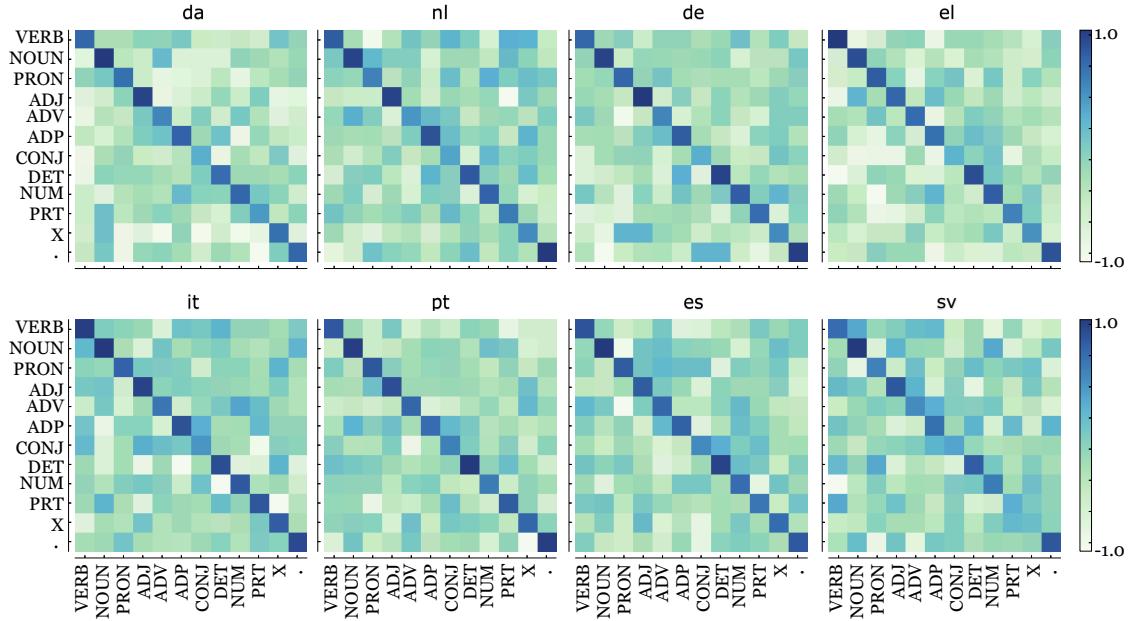 da nl de el
VERB
NOUN
PRON
ADJ
ADV
ADP
CONJ
DET
NUM
PRT
X
.
1.0
-1.0
it pt es sv
VERB
NOUN
PRON
ADJ
ADV
ADP
CONJ
DET
NUM
PRT
X
.
1.0
-1.0
VERB NOUN PRON ADJ ADV ADP CONJ DET NUM PRT X .
VERB NOUN PRON ADJ ADV ADP CONJ DET NUM PRT X .
VERB NOUN PRON ADJ ADV ADP CONJ DET NUM PRT X .
VERB NOUN PRON ADJ ADV ADP CONJ DET NUM PRT X .